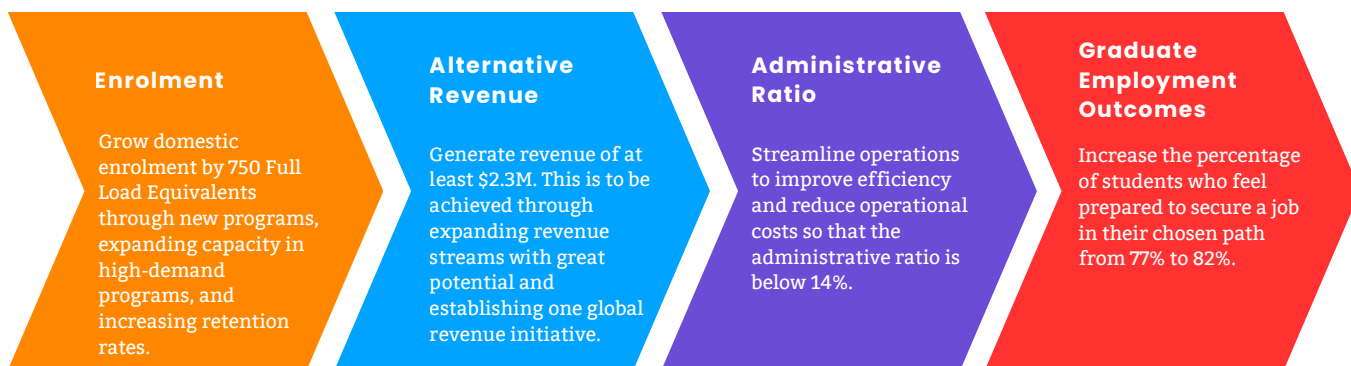 Enrolment
Grow domestic
enrolment by 750 Full
Load Equivalents
through new programs,
expanding capacity in
high-demand
programs, and
increasing retention
rates.
Alternative
Revenue
Generate revenue of at
least $2.3M. This is to be
achieved through
expanding revenue
streams with great
potential and
establishing one global
revenue initiative.
Administrative
Ratio
Streamline operations
to improve efficiency
and reduce operational
costs so that the
administrative ratio is
below 14%.
Graduate
Employment
Outcomes
Increase the percentage
of students who feel
prepared to secure a job
in their chosen path
from 77% to 82%.